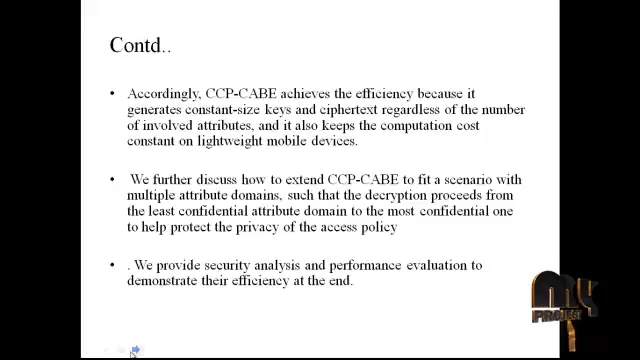 Contd..
• Accordingly, CCP-CABE achieves the efficiency because it
generates constant-size keys and ciphertext regardless of the number
of involved attributes, and it also keeps the computation cost
constant on lightweight mobile devices.
• We further discuss how to extend CCP-CABE to fit a scenario with
multiple attribute domains, such that the decryption proceeds from
the least confidential attribute domain to the most confidential one
to help protect the privacy of the access policy
• . We provide security analysis and performance evaluation to
demonstrate their efficiency at the end.
MY
PROJECT